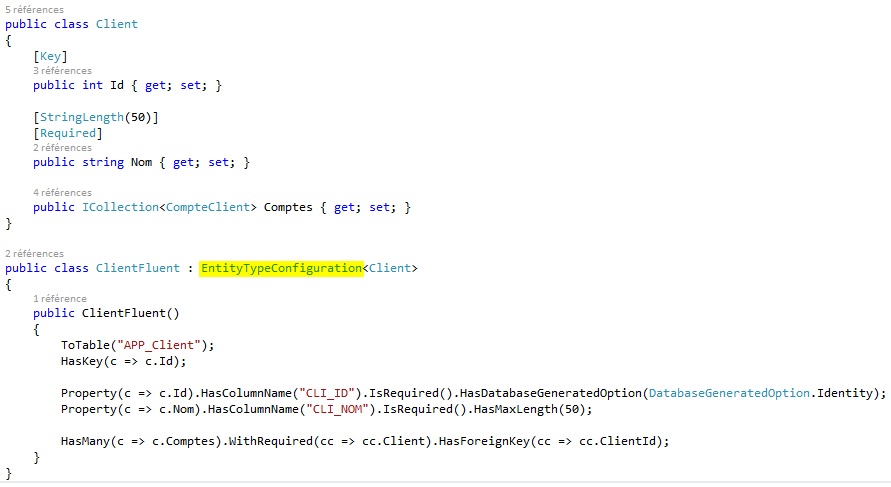 5 références
public class Client
{
[Key]
3 références
public int Id { get; set; }
[StringLength(50)]
[Required]
2 références
public string Nom { get; set; }
4 références
public ICollection<CompteClient> Comptes { get; set; }
}
2 références
public class ClientFluent : EntityTypeConfiguration<Client>
{
1 référence
public ClientFluent()
{
ToTable("APP_Client");
HasKey(c => c.Id);
Property(c => c.Id).HasColumnName("CLI_ID").IsRequired().HasDatabaseGeneratedOption(DatabaseGeneratedOption.Identity);
Property(c => c.Nom).HasColumnName("CLI_NOM").IsRequired().HasMaxLength(50);
HasMany(c => c.Comptes).WithRequired(cc => cc.Client).HasForeignKey(cc => cc.ClientId);
}
}